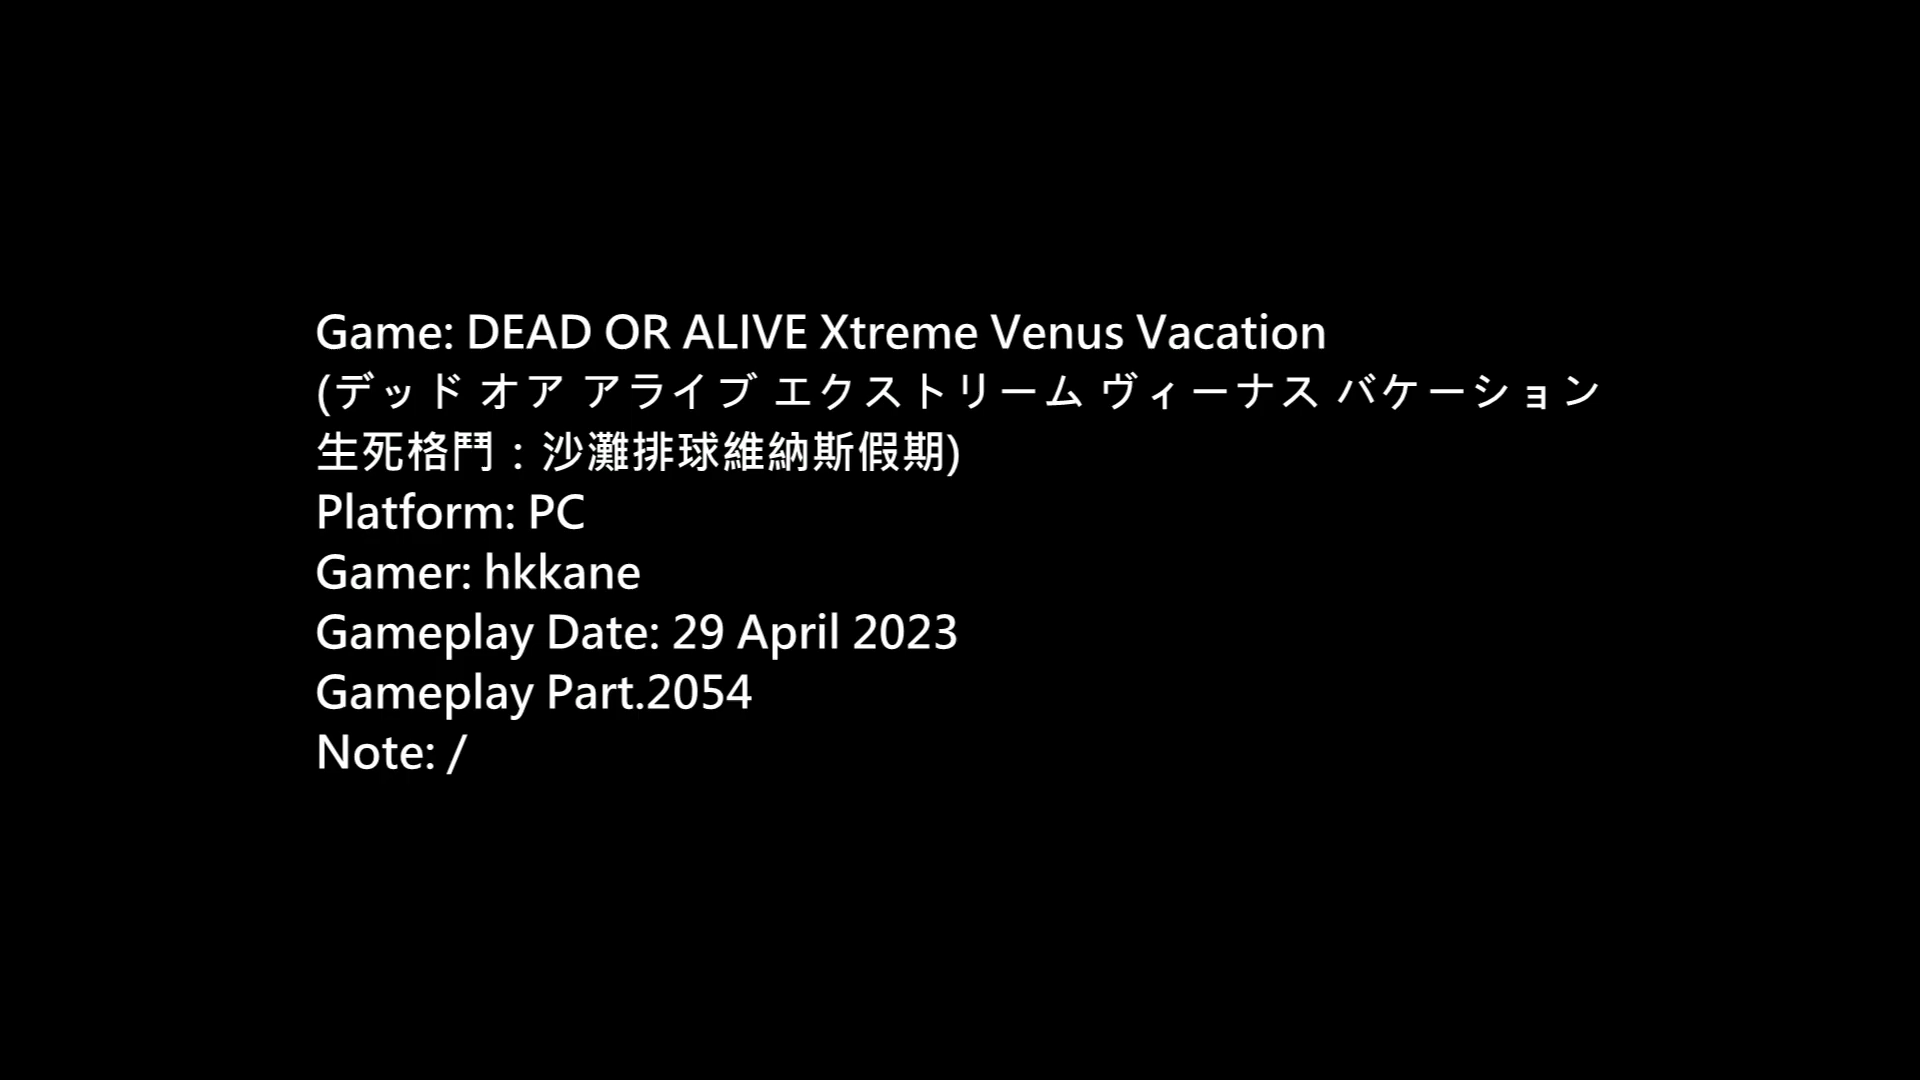 Game: DEAD OR ALIVE Xtreme Venus Vacation
(デッド オア アライブ エクストリーム ヴィーナス バケーション
生死格鬥：沙灘排球維納斯假期)
Platform: PC
Gamer: hkkane
Gameplay Date: 29 April 2023
Gameplay Part.2054
Note: /